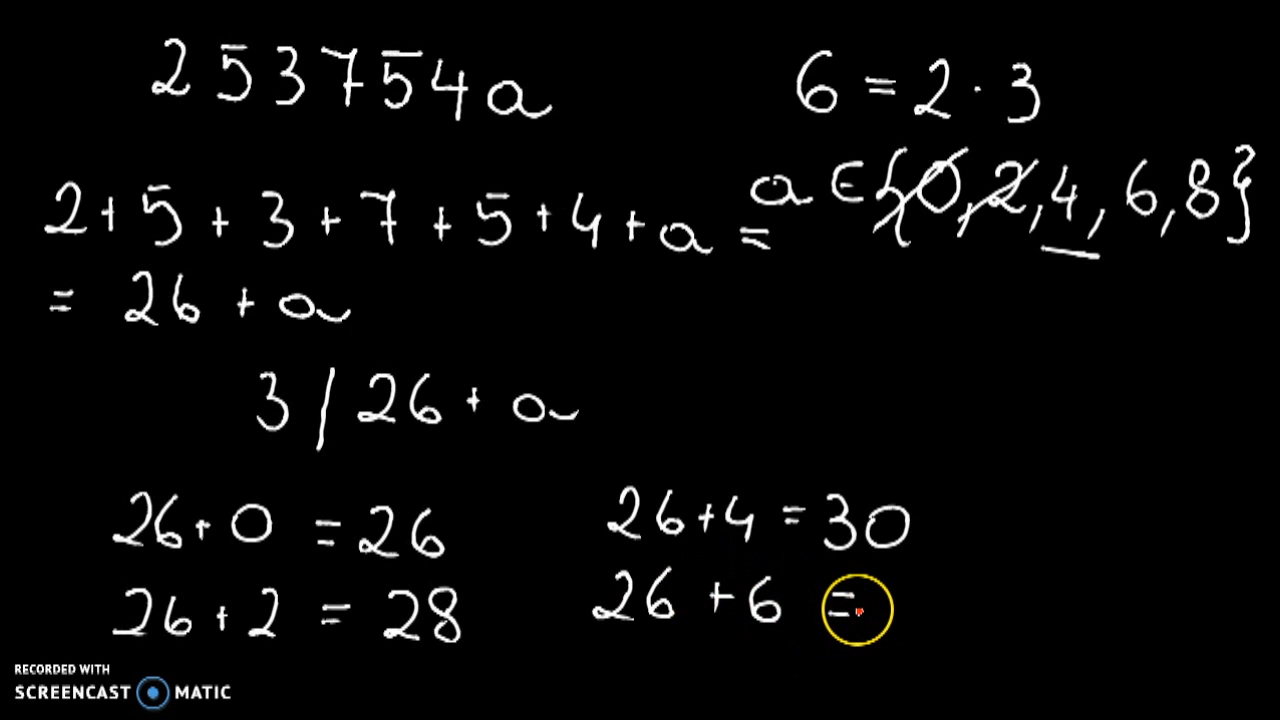 253754a
6 = 2 · 3
a ∈ {0, 2, 4, 6, 8}
2+5+3+7+5+4+a =
= 26 + a
3 | 26 + a
26+0 = 26
26+4 = 30
26+2 = 28
26+6 =
RECORDED WITH
SCREENCAST MATIC